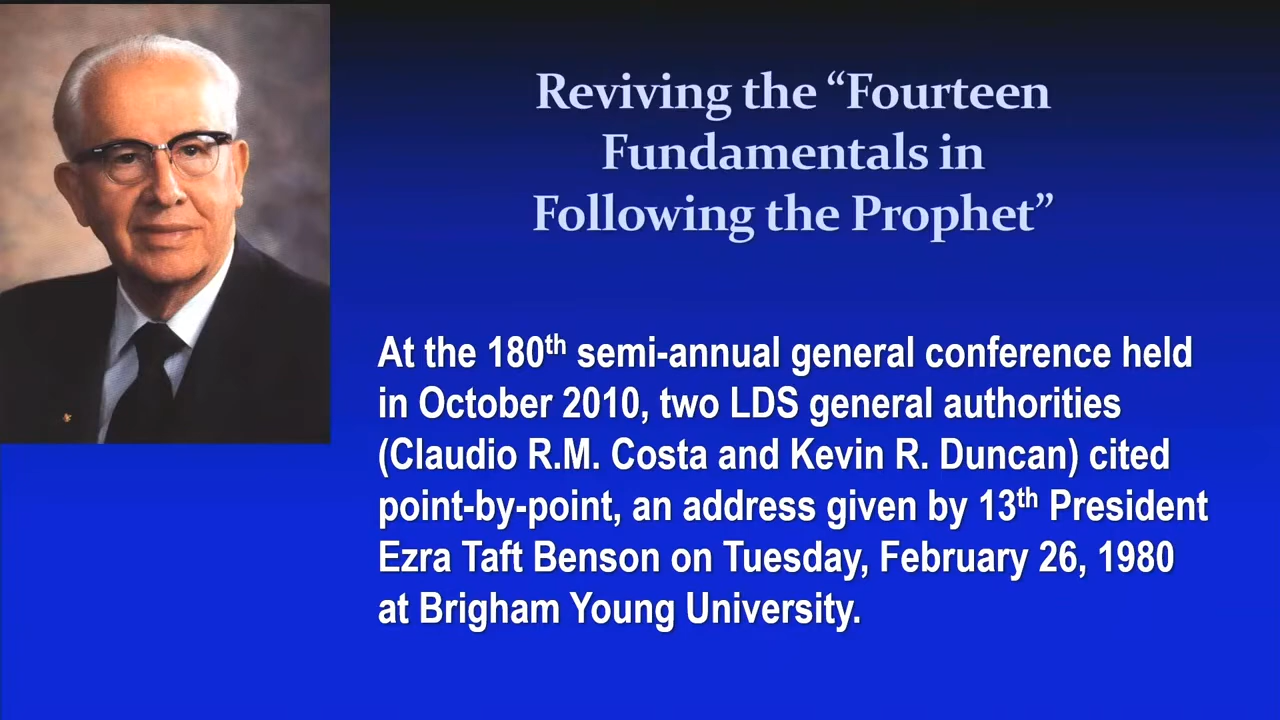 Reviving the “Fourteen
Fundamentals in
Following the Prophet”
At the 180th semi-annual general conference held
in October 2010, two LDS general authorities
(Claudio R.M. Costa and Kevin R. Duncan) cited
point-by-point, an address given by 13th President
Ezra Taft Benson on Tuesday, February 26, 1980
at Brigham Young University.